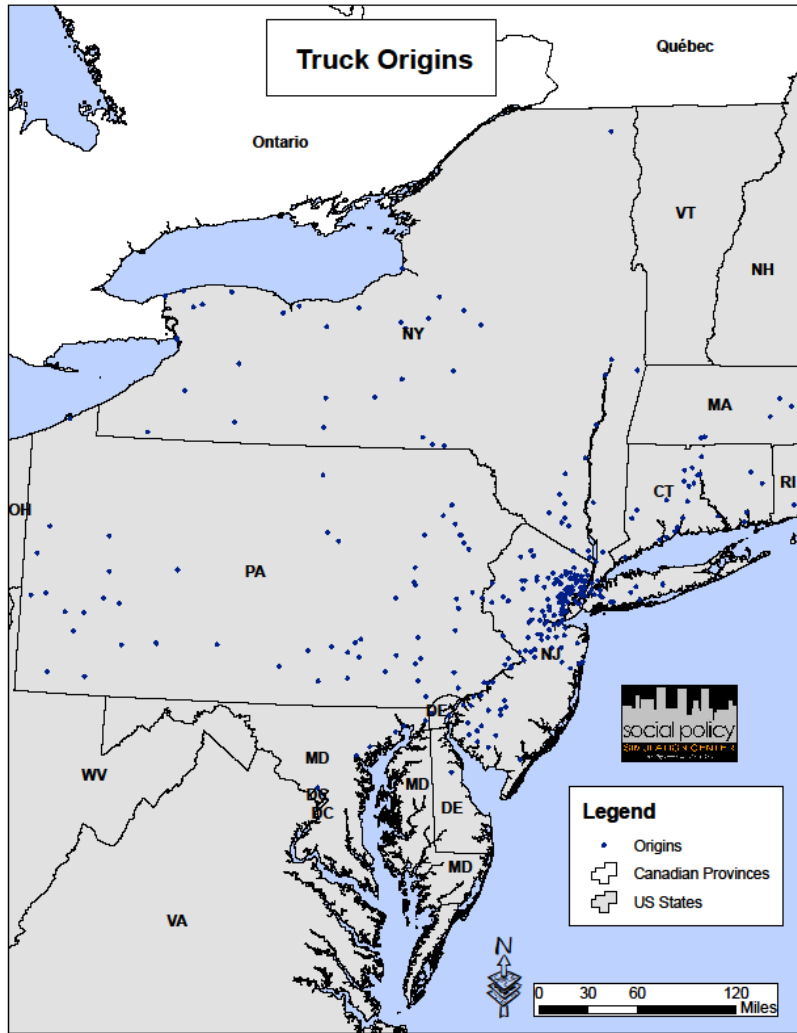 Truck Origins
Québec
Ontario
VT
NH
NY
MA
CT
RI
OH
PA
NJ
DE
MD
WV
DC
DC
MD
DE
MD
VA
social policy
SIMULATION CENTER
Legend
Origins
Canadian Provinces
US States
N
0 30 60 120
Miles